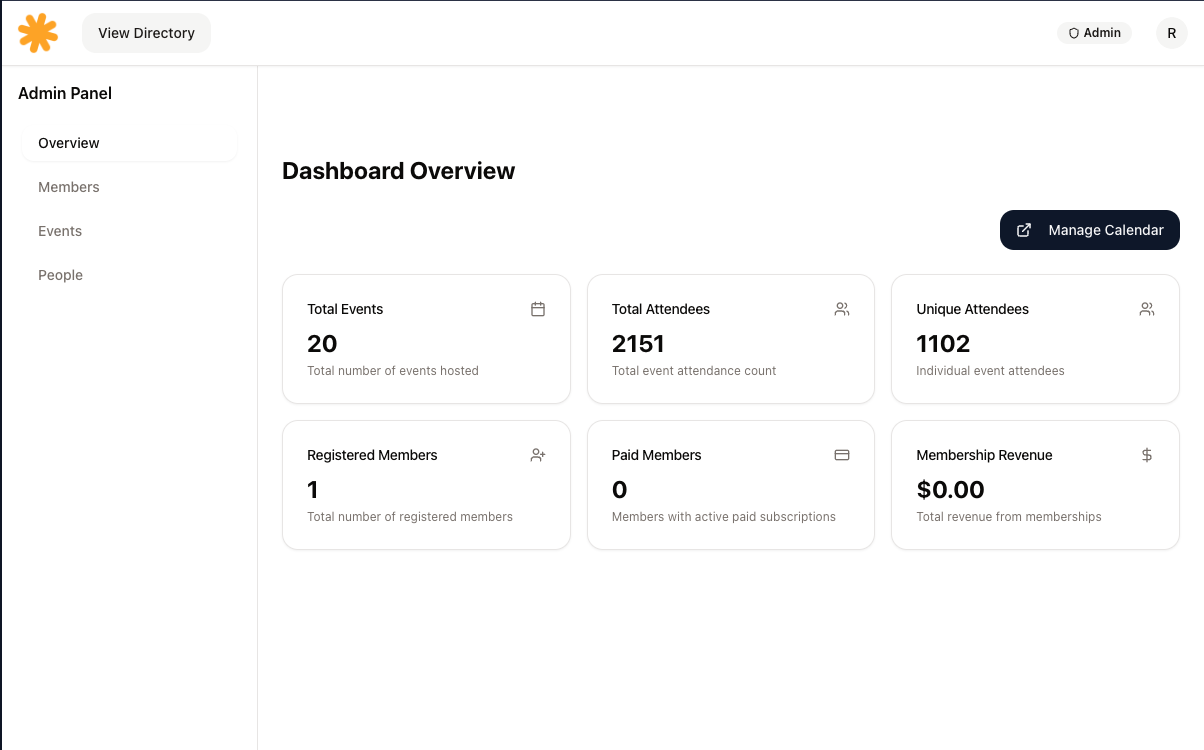 View Directory
Admin
R
Admin Panel
Overview
Members
Events
People
Dashboard Overview
Manage Calendar
Total Events
20
Total number of events hosted
Total Attendees
2151
Total event attendance count
Unique Attendees
1102
Individual event attendees
Registered Members
1
Total number of registered members
Paid Members
0
Members with active paid subscriptions
Membership Revenue
$0.00
Total revenue from memberships